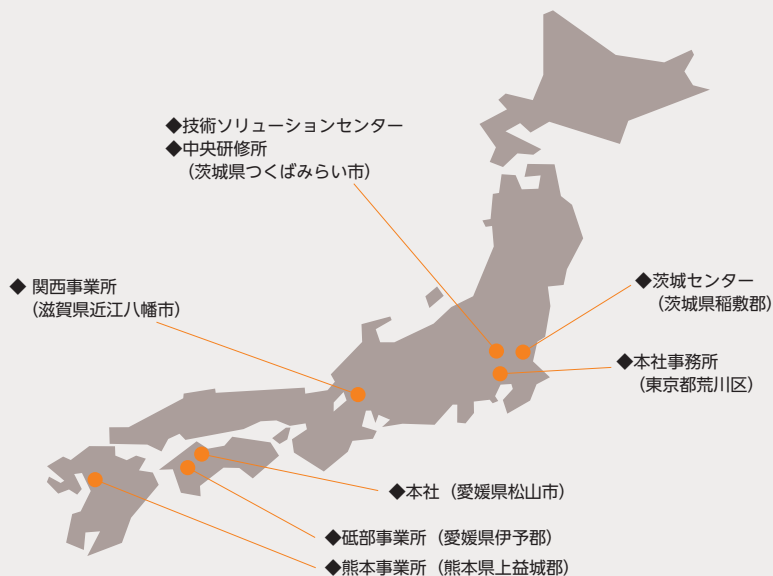 ◆技術ソリューションセンター
◆中央研修所
（茨城県つくばみらい市）
◆ 関西事業所
（滋賀県近江八幡市）
◆茨城センター
（茨城県稲敷郡）
◆本社事務所
（東京都荒川区）
◆本社（愛媛県松山市）
◆砥部事業所（愛媛県伊予郡）
◆熊本事業所（熊本県上益城郡）